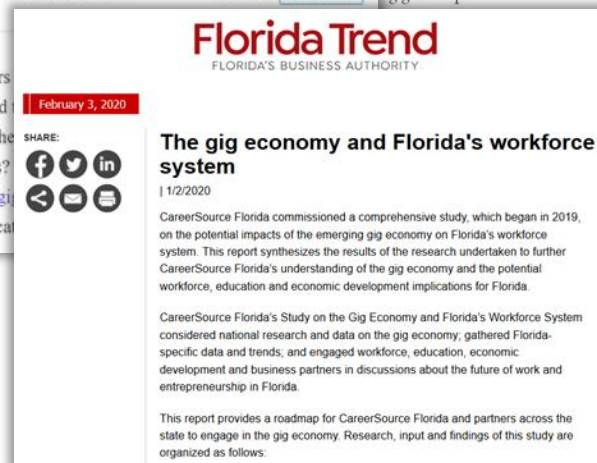 Florida Trend
FLORIDA'S BUSINESS AUTHORITY
February 3, 2020
SHARE:
The gig economy and Florida's workforce
system
| 1/2/2020
CareerSource Florida commissioned a comprehensive study, which began in 2019,
on the potential impacts of the emerging gig economy on Florida's workforce
system. This report synthesizes the results of the research undertaken to further
CareerSource Florida's understanding of the gig economy and the potential
workforce, education and economic development implications for Florida.
CareerSource Florida's Study on the Gig Economy and Florida's Workforce System
considered national research and data on the gig economy; gathered Florida-
specific data and trends; and engaged workforce, education, economic
development and business partners in discussions about the future of work and
entrepreneurship in Florida.
This report provides a roadmap for CareerSource Florida and partners across the
state to engage in the gig economy. Research, input and findings of this study are
organized as follows: